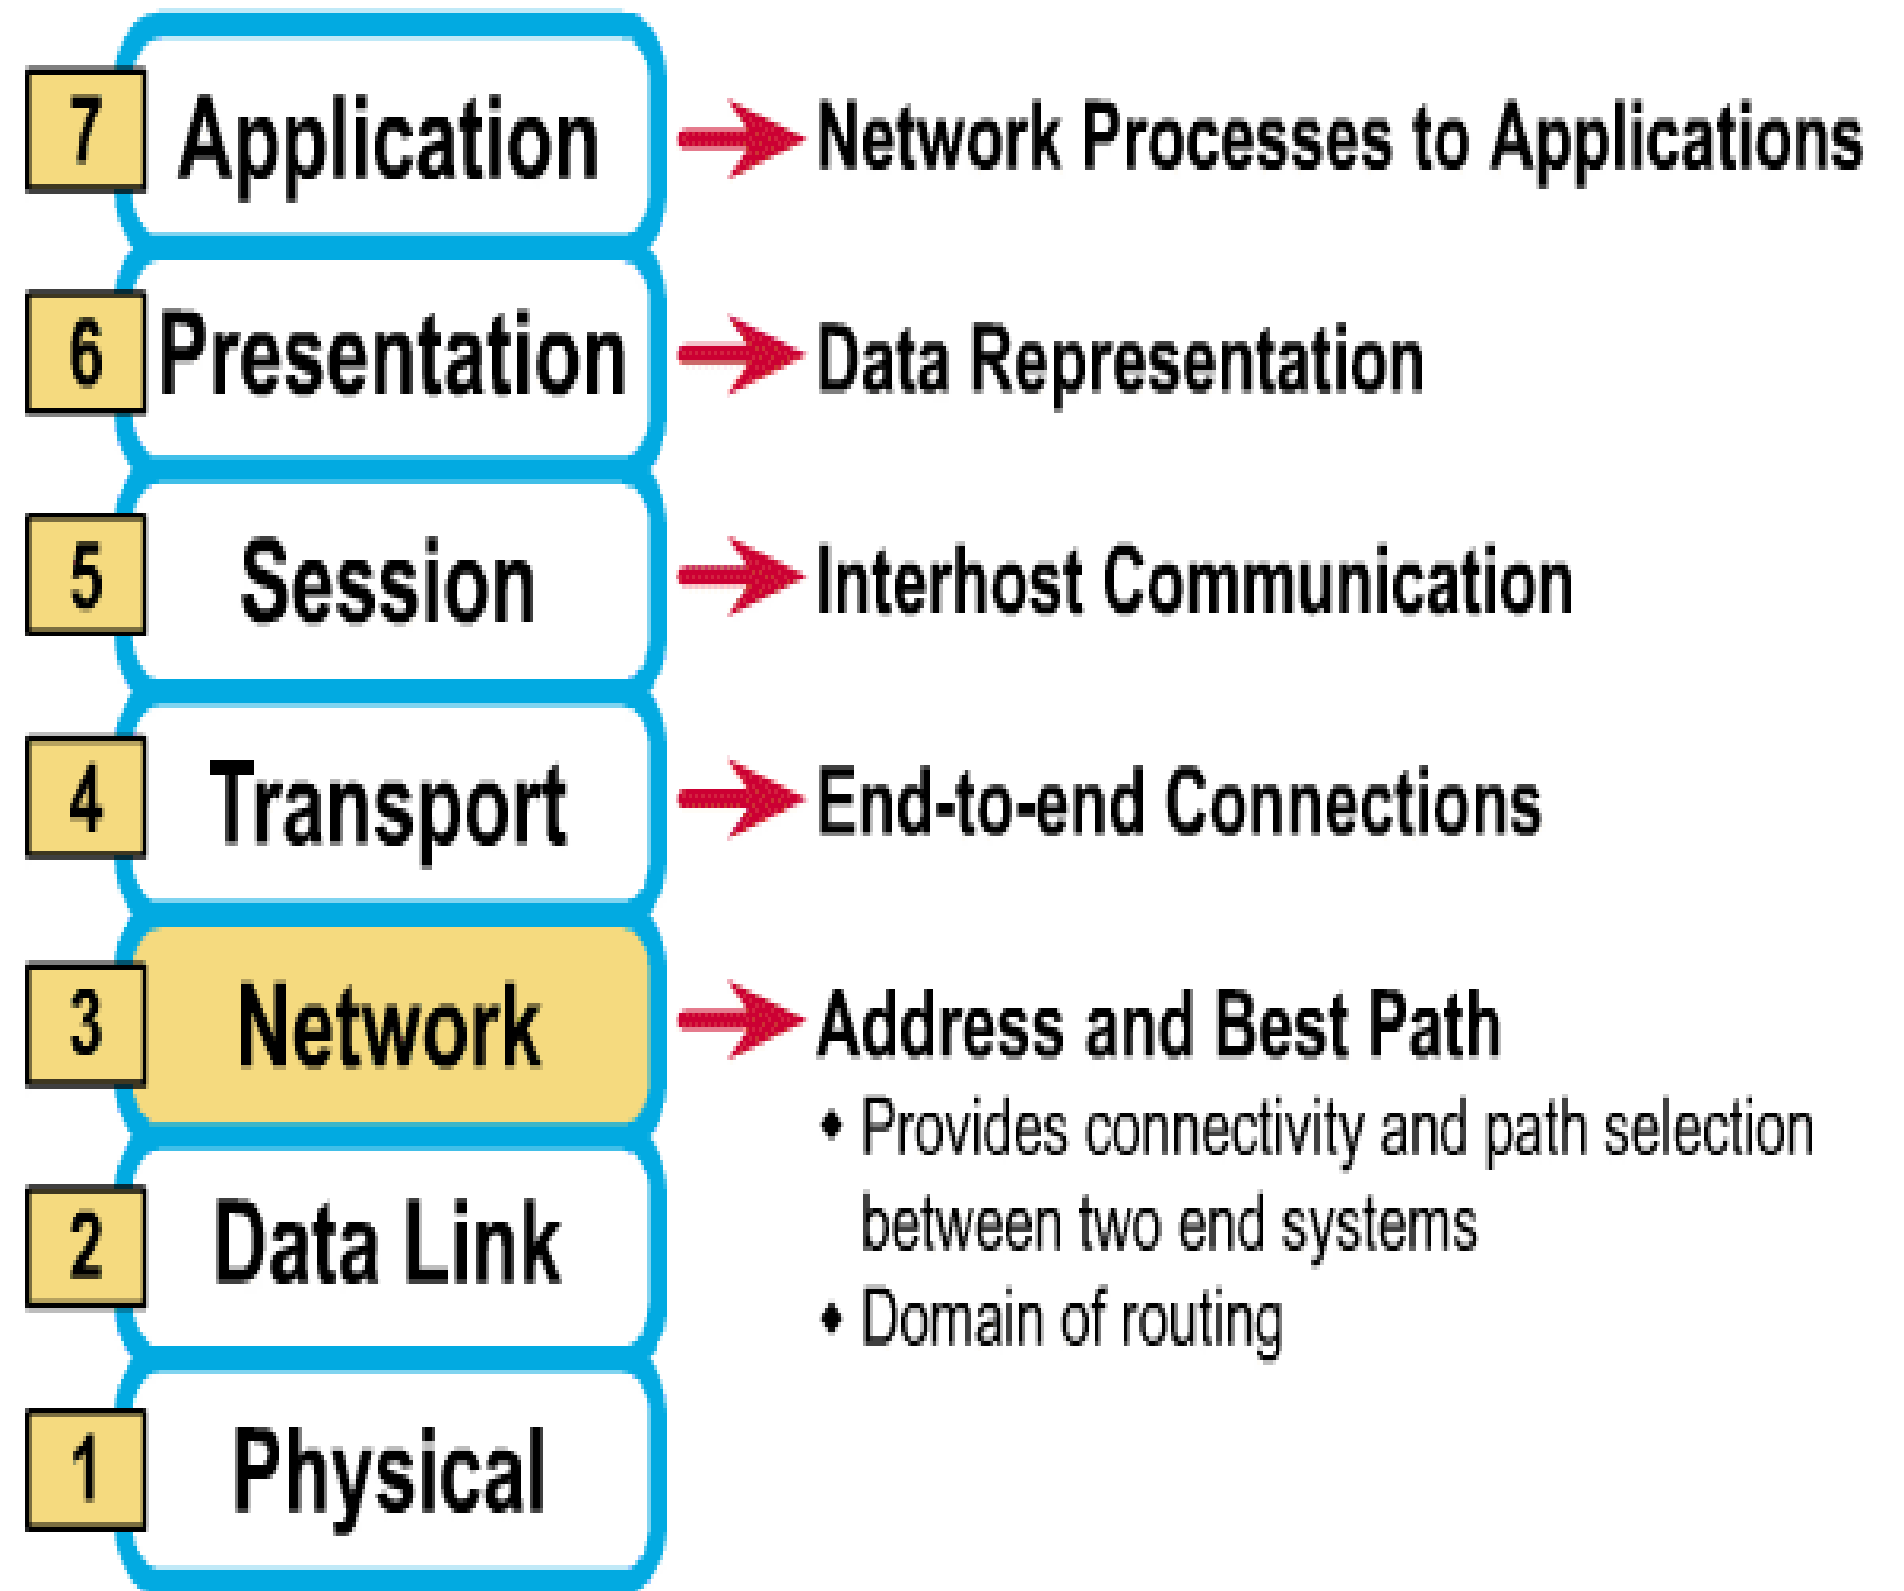 7 Application Network Processes to Applications
6 Presentation Data Representation
5 Session Interhost Communication
4 Transport End-to-end Connections
3 Network Address and Best Path
• Provides connectivity and path selection
between two end systems
2 Data Link
• Domain of routing
1 Physical